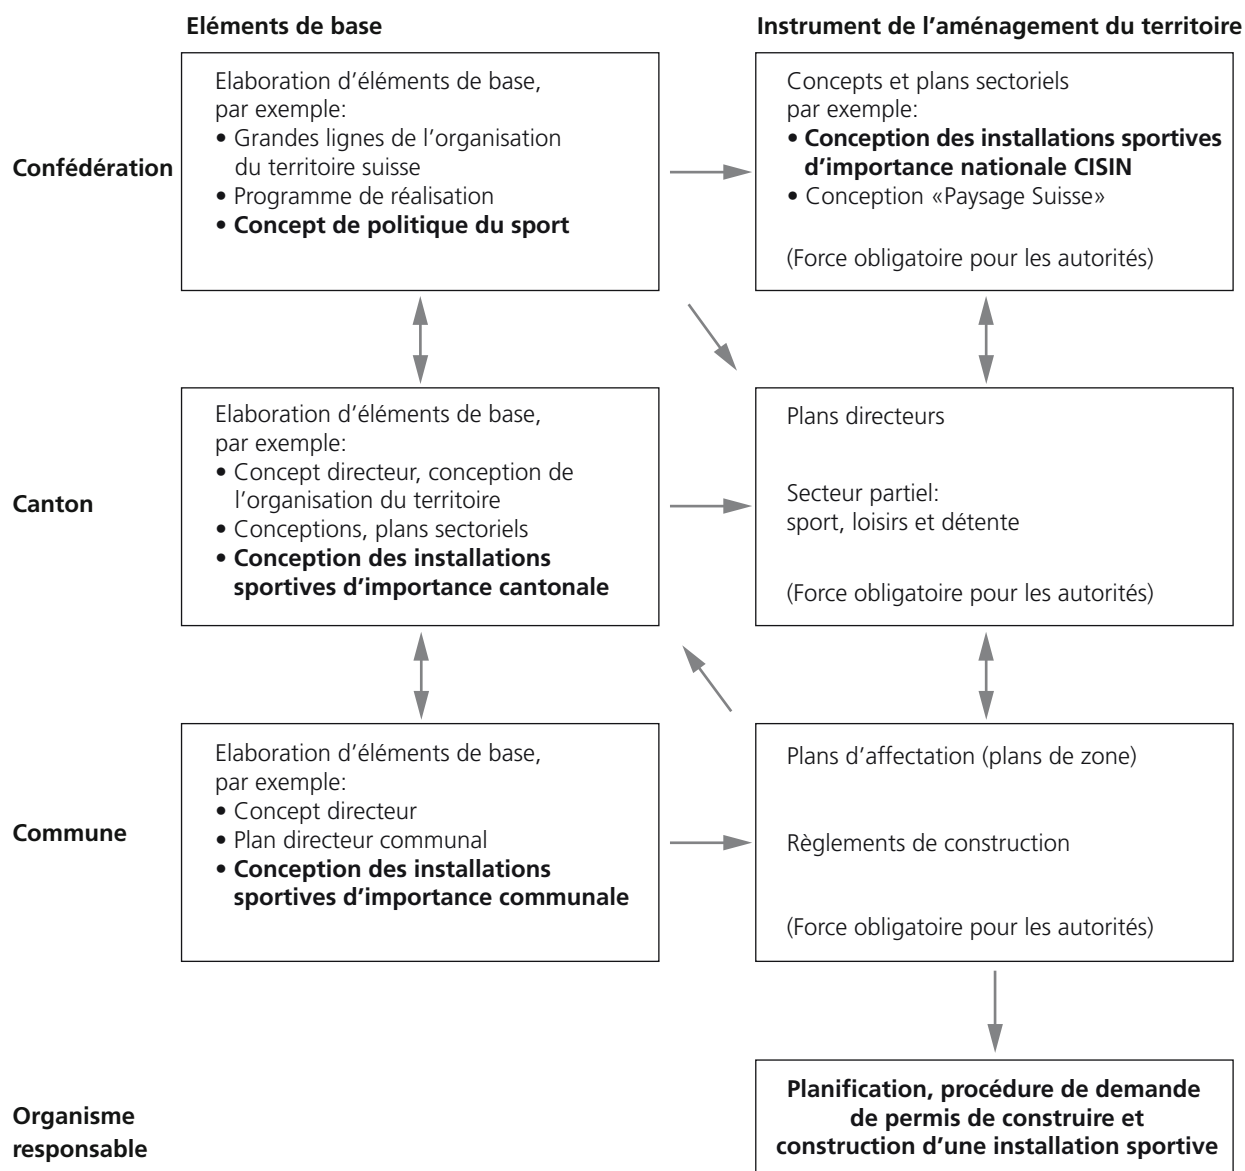 Eléments de base
Instrument de l’aménagement du territoire
Confédération
Elaboration d’éléments de base,
par exemple:
• Grandes lignes de l’organisation
du territoire suisse
• Programme de réalisation
• Concept de politique du sport
Concepts et plans sectoriels
par exemple:
• Conception des installations sportives
d’importance nationale CISIN
• Conception «Paysage Suisse»
(Force obligatoire pour les autorités)
Canton
Elaboration d’éléments de base,
par exemple:
• Concept directeur, conception de
l’organisation du territoire
• Conceptions, plans sectoriels
• Conception des installations
sportives d’importance cantonale
Plans directeurs
Secteur partiel:
sport, loisirs et détente
(Force obligatoire pour les autorités)
Commune
Elaboration d’éléments de base,
par exemple:
• Concept directeur
• Plan directeur communal
• Conception des installations
sportives d’importance communale
Plans d’affectation (plans de zone)
Règlements de construction
(Force obligatoire pour les autorités)
Organisme
responsable
Planification, procédure de demande
de permis de construire et
construction d’une installation sportive